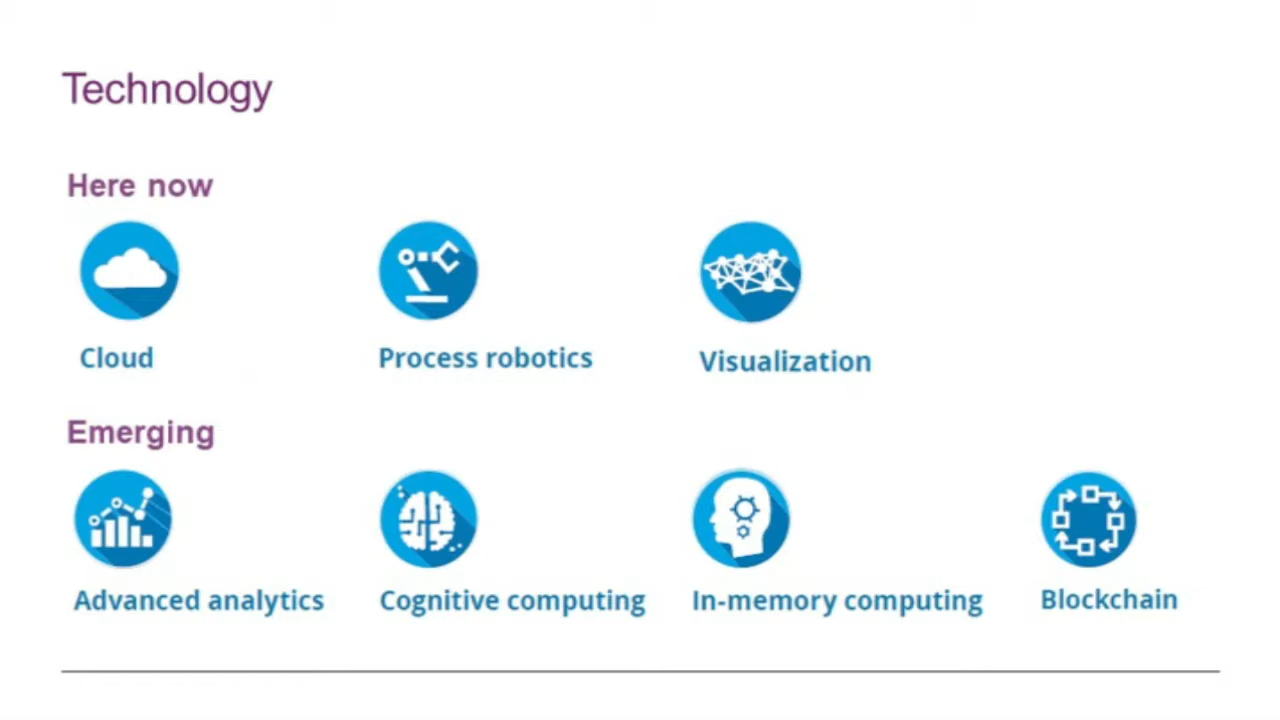 Technology
Here now
Cloud
Process robotics
Visualization
Emerging
Advanced analytics
Cognitive computing
In-memory computing
Blockchain